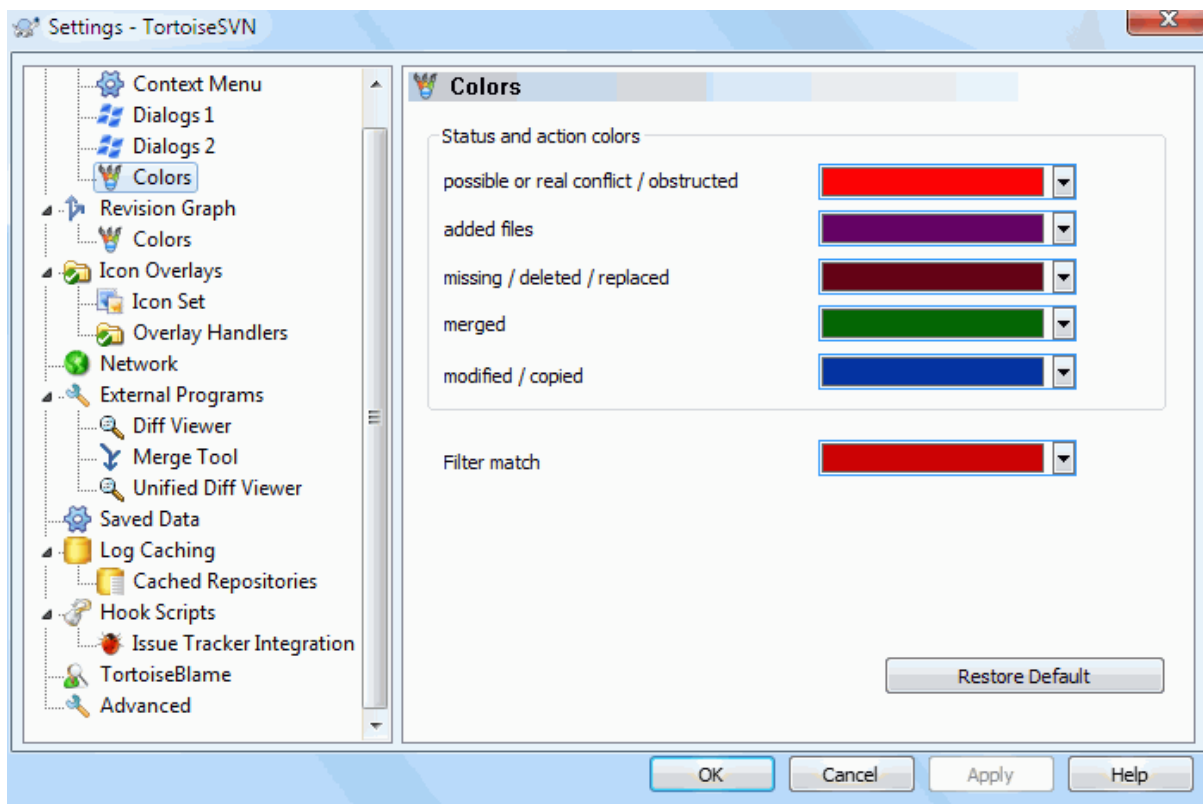 Settings - TortoiseSVN
Context Menu
Dialogs 1
Dialogs 2
Colors
Revision Graph
Colors
Icon Overlays
Icon Set
Overlay Handlers
Network
External Programs
Diff Viewer
Merge Tool
Unified Diff Viewer
Saved Data
Log Caching
Cached Repositories
Hook Scripts
Issue Tracker Integration
TortoiseBlame
Advanced
Colors
Status and action colors
possible or real conflict / obstructed
added files
missing / deleted / replaced
merged
modified / copied
Filter match
Restore Default
OK
Cancel
Apply
Help